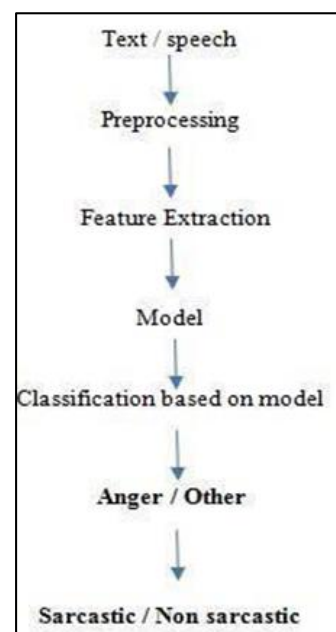 Text / speech
Preprocessing
Feature Extraction
Model
Classification based on model
Anger / Other
Sarcastic / Non sarcastic